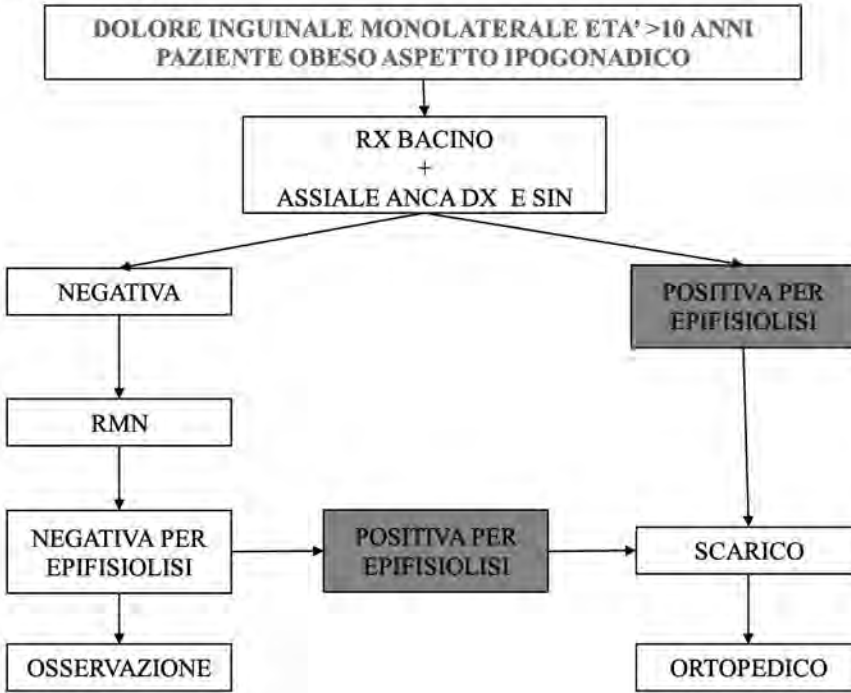 DOLORE INGUINALE MONOLATERALE ETA' >10 ANNI
PAZIENTE OBESO ASPETTO IPOGONADICO
RX BACINO
+
ASSIALE ANCA DX E SIN
NEGATIVA
POSITIVA PER
EPIFISIOLISI
RMN
NEGATIVA PER
EPIFISIOLISI
POSITIVA PER
EPIFISIOLISI
SCARICO
OSSERVAZIONE
ORTOPEDICO